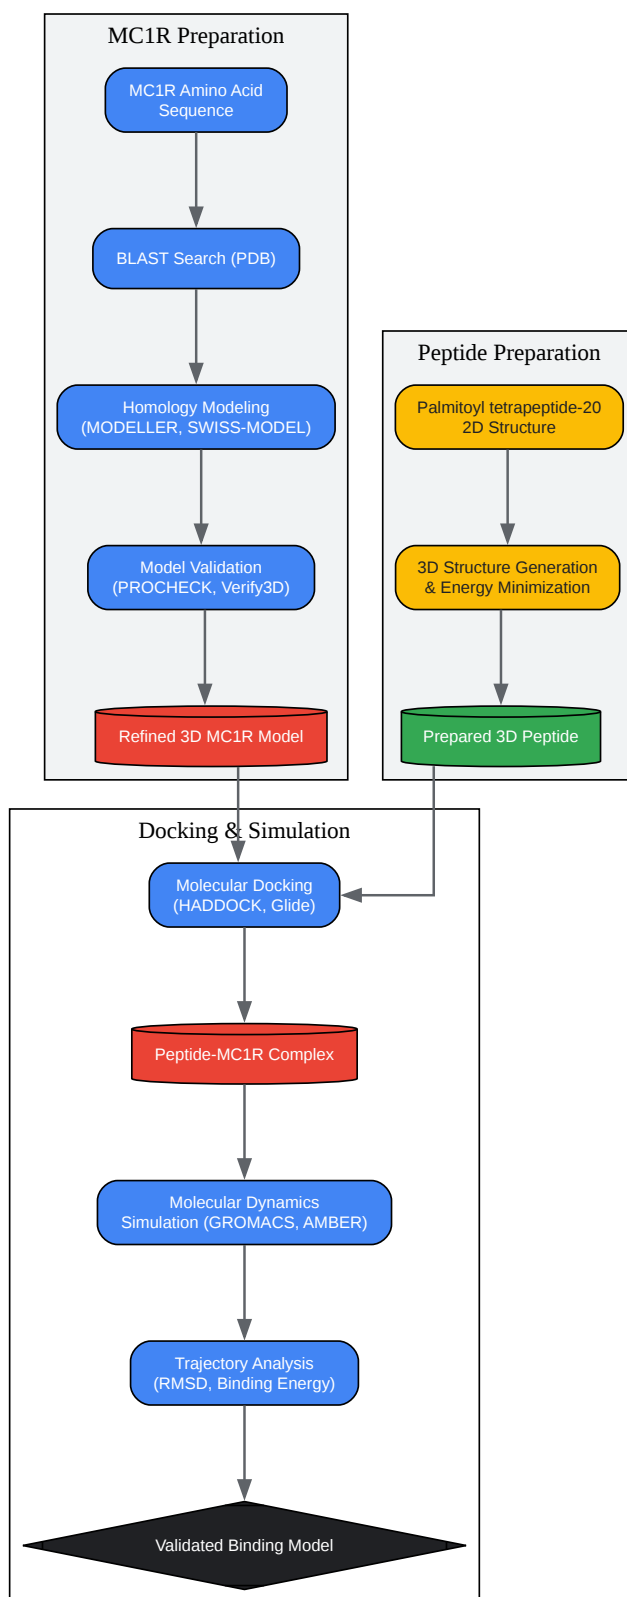 MC1R Preparation
MC1R Amino Acid
Sequence
BLAST Search (PDB)
Homology Modeling
(MODELLER, SWISS-MODEL)
Model Validation
(PROCHECK, Verify3D)
Refined 3D MC1R Model
Peptide Preparation
Palmitoyl tetrapeptide-20
2D Structure
3D Structure Generation
& Energy Minimization
Prepared 3D Peptide
Docking & Simulation
Molecular Docking
(HADDOCK, Glide)
Peptide-MC1R Complex
Molecular Dynamics
Simulation (GROMACS, AMBER)
Trajectory Analysis
(RMSD, Binding Energy)
Validated Binding Model